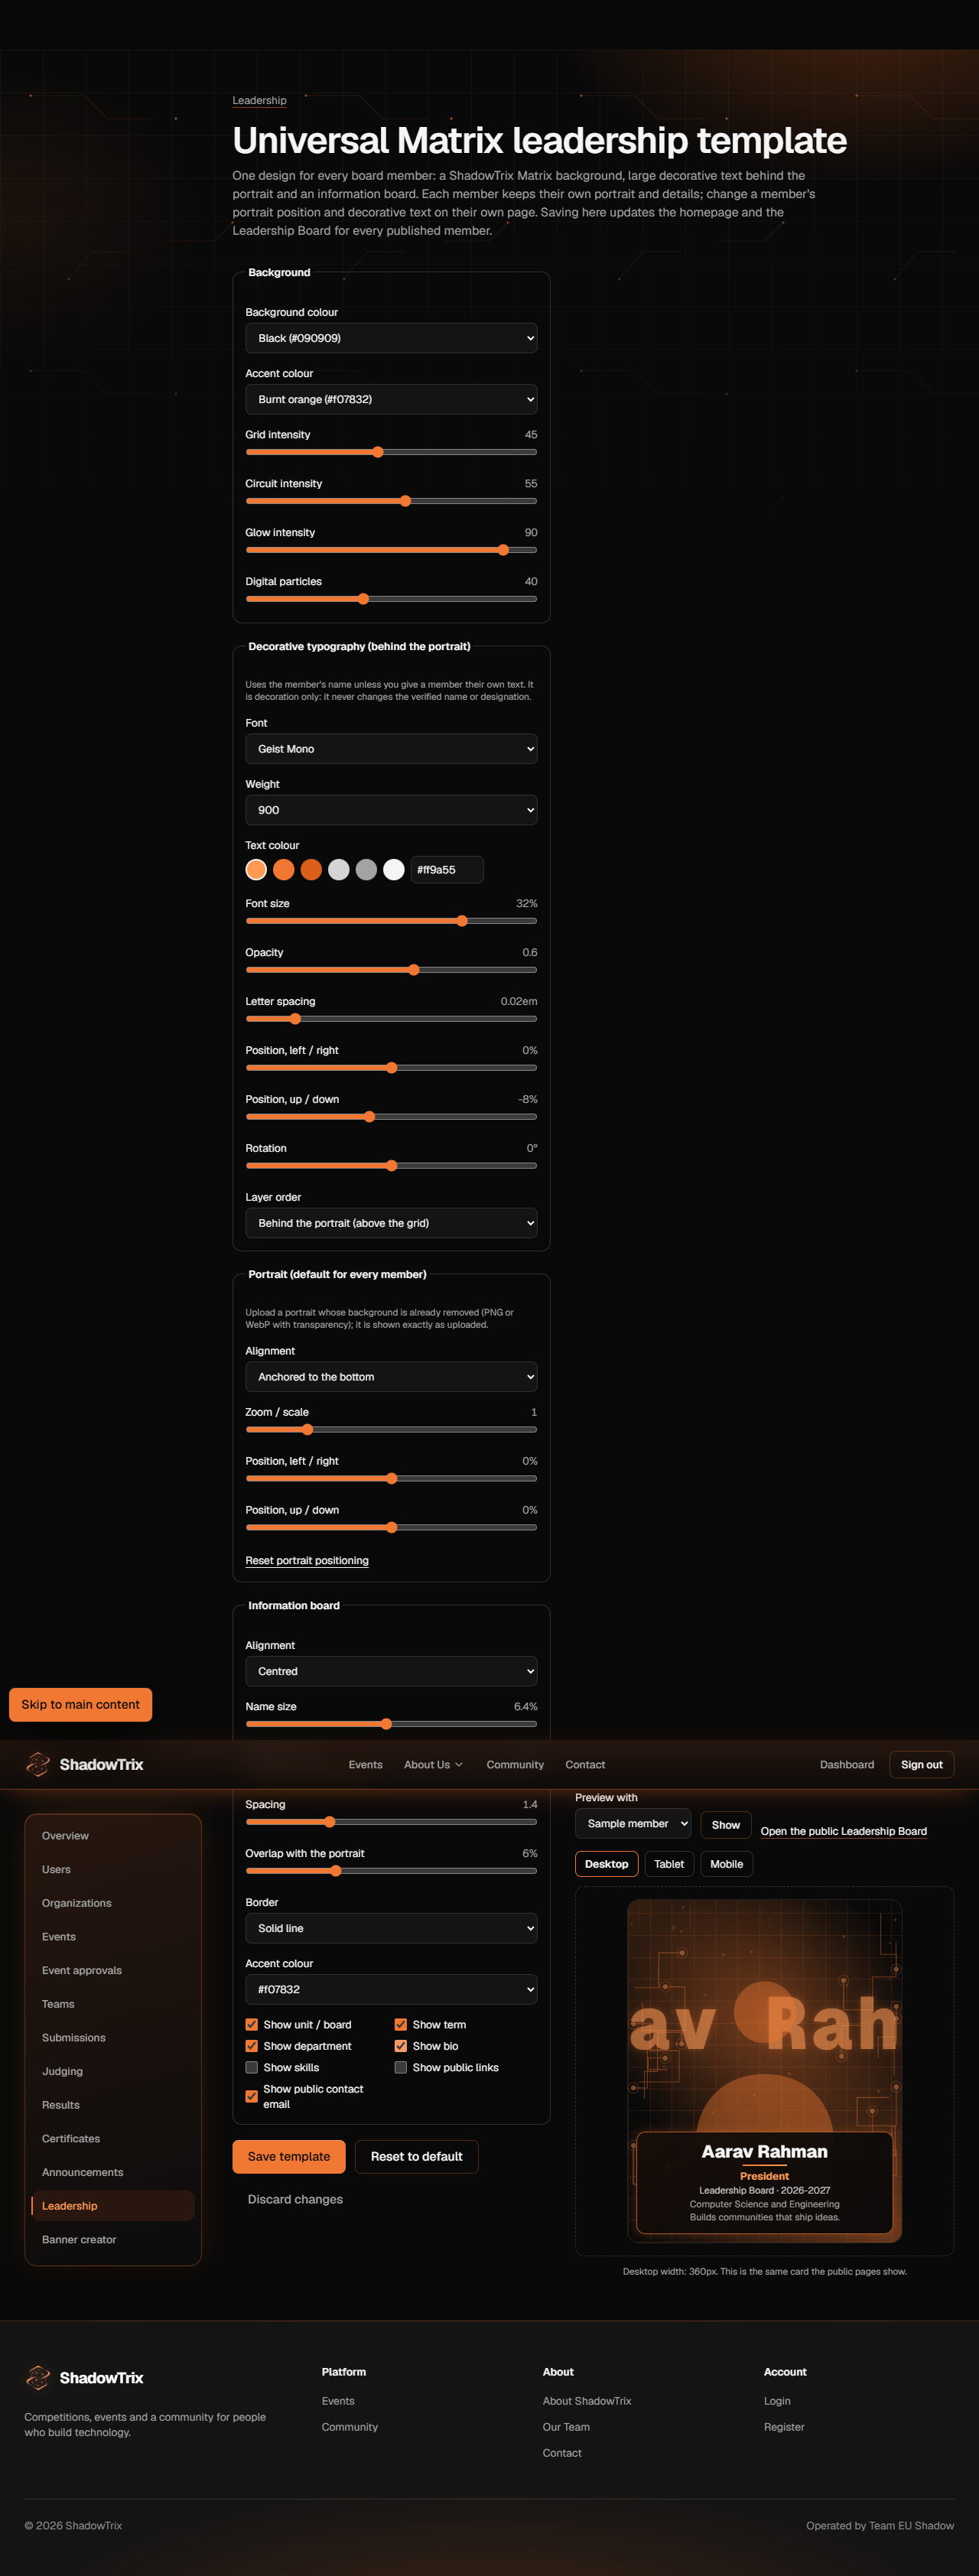 Leadership
Universal Matrix leadership template
One design for every board member: a ShadowTrix Matrix background, large decorative text behind the
portrait and an information board. Each member keeps their own portrait and details; change a member's
portrait position and decorative text on their own page. Saving here updates the homepage and the
Leadership Board for every published member.
Background
Background colour
Black (#090909)
Accent colour
Burnt orange (#f07832)
Grid intensity 45
Circuit intensity 55
Glow intensity 90
Digital particles 40
Decorative typography (behind the portrait)
Uses the member's name unless you give a member their own text. It
is decoration only: it never changes the verified name or designation.
Font
Geist Mono
Weight
900
Text colour
#ff9a55
Font size 32%
Opacity 0.6
Letter spacing 0.02em
Position, left / right 0%
Position, up / down -8%
Rotation 0°
Layer order
Behind the portrait (above the grid)
Portrait (default for every member)
Upload a portrait whose background is already removed (PNG or
WebP with transparency); it is shown exactly as uploaded.
Alignment
Anchored to the bottom
Zoom / scale 1
Position, left / right 0%
Position, up / down 0%
Reset portrait positioning
Information board
Alignment
Centred
Name size 6.4%
Skip to main content
ShadowTrix
Events
About Us
Community
Contact
Dashboard
Sign out
Overview
Users
Organizations
Events
Event approvals
Teams
Submissions
Judging
Results
Certificates
Announcements
Leadership
Banner creator
Spacing 1.4
Overlap with the portrait 6%
Border
Solid line
Accent colour
#f07832
Show unit / board
Show term
Show department
Show bio
Show skills
Show public links
Show public contact
email
Save template
Reset to default
Discard changes
Preview with
Sample member
Show
Open the public Leadership Board
Desktop
Tablet
Mobile
av Rah
Aarav Rahman
President
Leadership Board · 2026-2027
Computer Science and Engineering
Builds communities that ship ideas.
Desktop width: 360px. This is the same card the public pages show.
ShadowTrix
Competitions, events and a community for people
who build technology.
Platform
Events
Community
About
About ShadowTrix
Our Team
Contact
Account
Login
Register
© 2026 ShadowTrix
Operated by Team EU Shadow